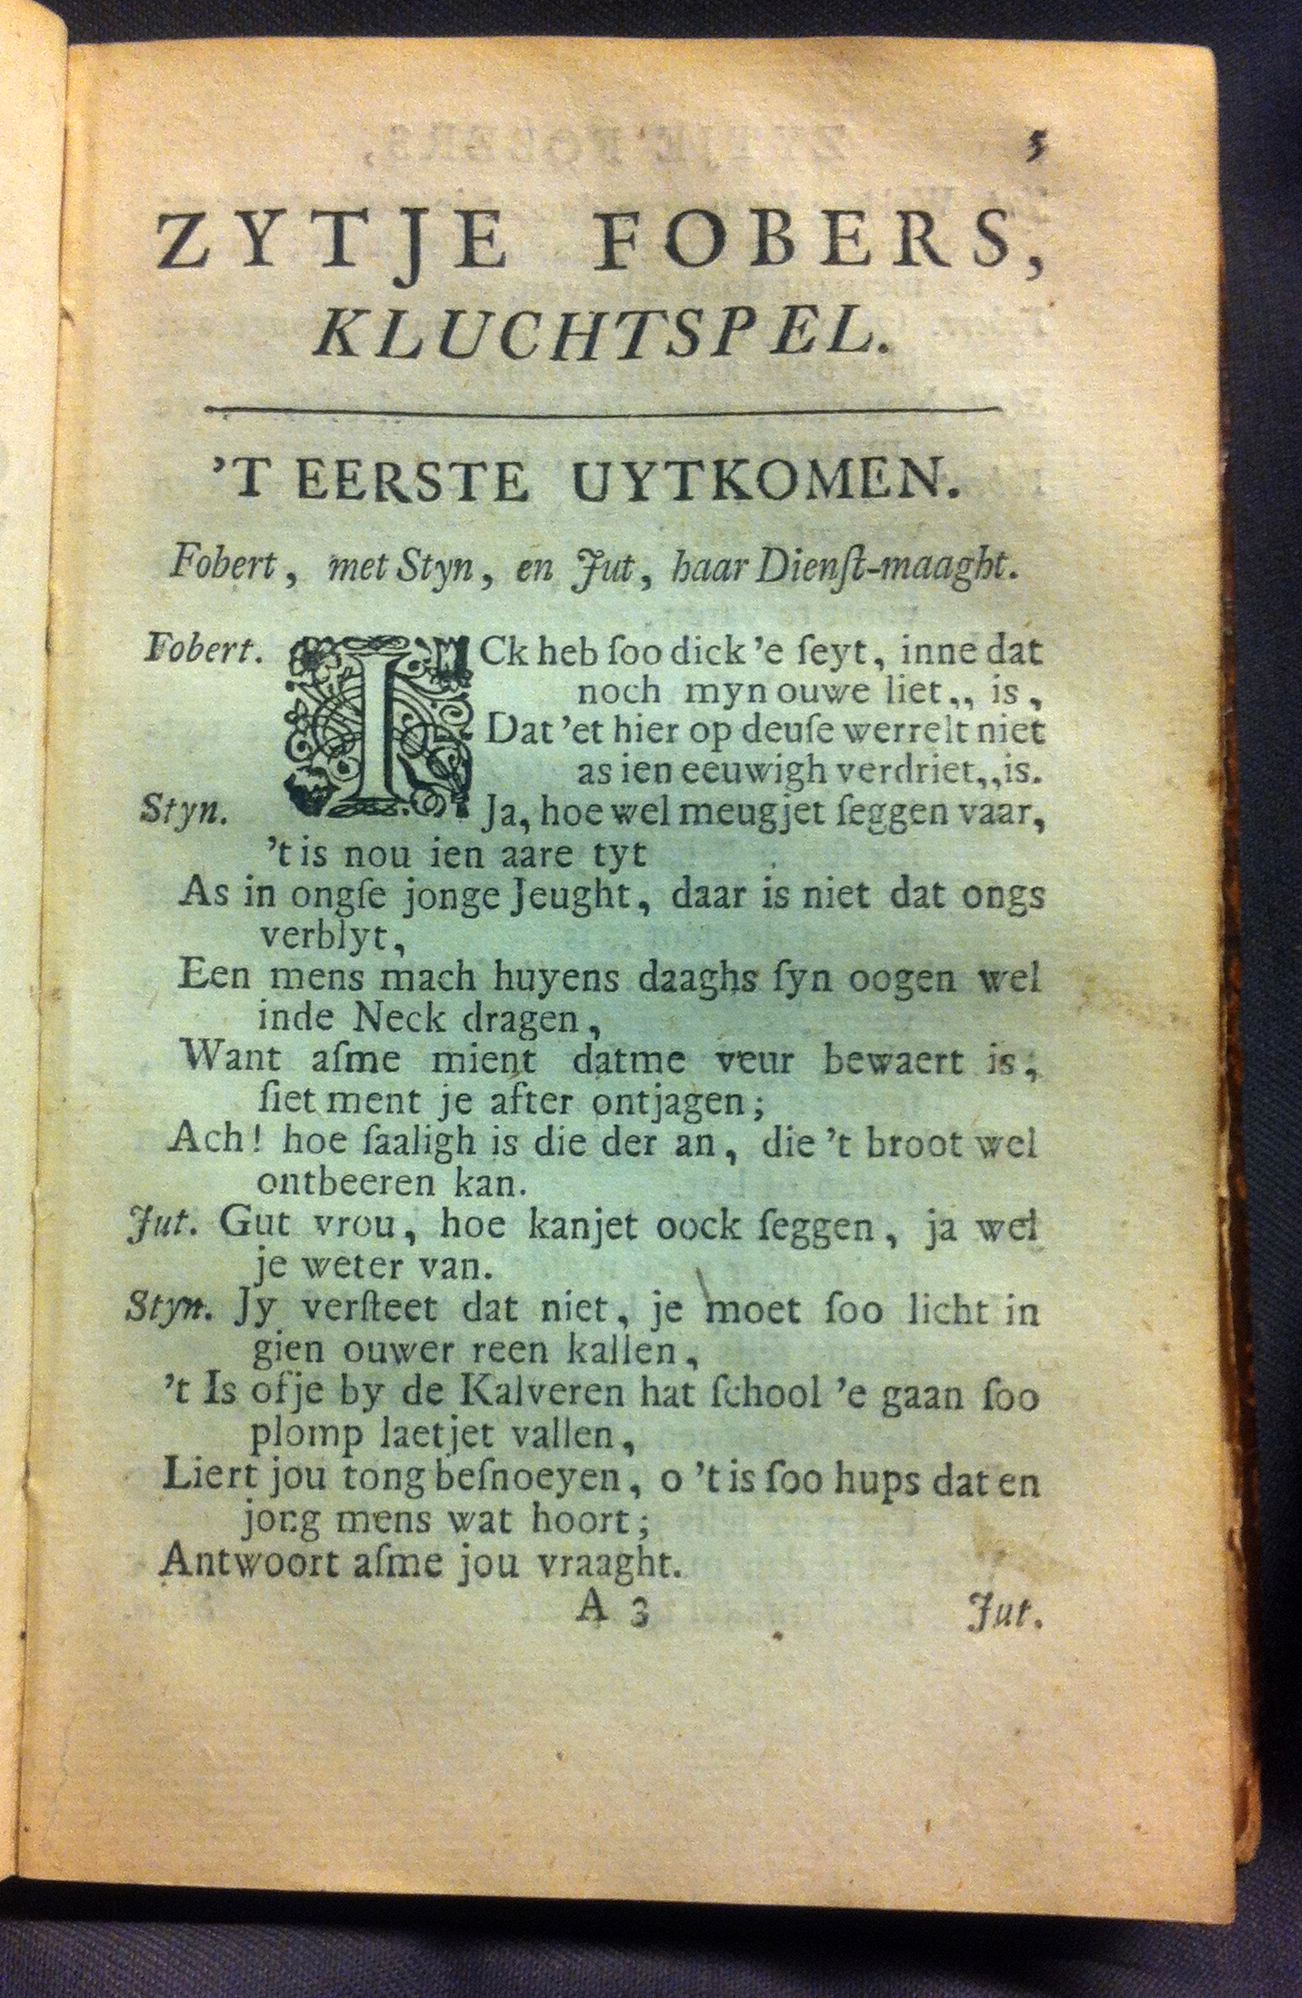 5
ZYTJE FOBERS,
KLUCHTSPEL.
'T EERSTE UYTKOMEN.
Fobert, met Styn, en Jut, haar Dienſt-maaght.
Fobert. ICk heb ſoo dick 'e ſeyt, inne dat
noch myn ouwe liet,, is,
Dat 'et hier op deuſe werrelt niet
as ien eeuwigh verdriet,,is.
Styn. Ja, hoe wel meugjet ſeggen vaar,
't is nou ien aare tyt
As in ongſe jonge Jeught, daar is niet dat ongs
verblyt,
Een mens mach huyens daaghs ſyn oogen wel
inde Neck dragen,
Want aſme mient datme veur bewaert is,
ſiet ment je after ontjagen;
Ach! hoe ſaaligh is die der an, die 't broot wel
ontbeeren kan.
Jut. Gut vrou, hoe kanjet oock ſeggen, ja wel
je weter van.
Styn. Jy verſteet dat niet, je moet ſoo licht in
gien ouwer reen kallen,
't Is ofje by de Kalveren hat ſchool 'e gaan ſoo
plomp laetjet vallen,
Liert jou tong beſnoeyen, o 't is ſoo hups dat en
jong mens wat hoort;
Antwoort aſme jou vraaght.
A 3 Jut.